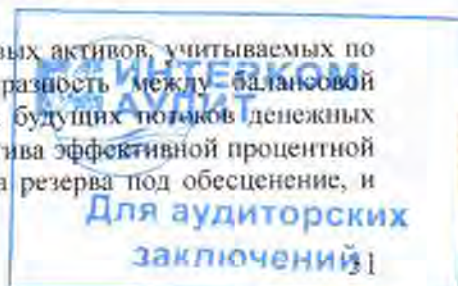 вых активов, учитываемых по
разность между балансовой
будущих потоков денежных
тива эффективной процентной
а резерва под обесценение, и
ИНТЕРКОМ
АУДИТ
Для аудиторских
заключений
31